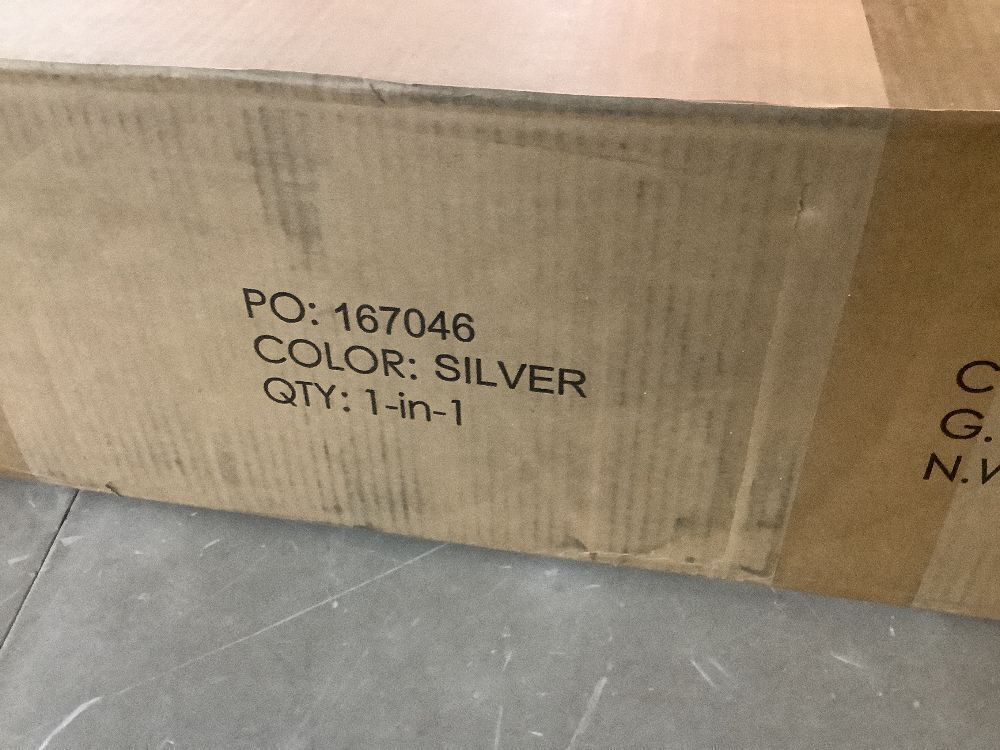 PO: 167046
COLOR: SILVER
QTY: 1-in-1
C
G.
N.